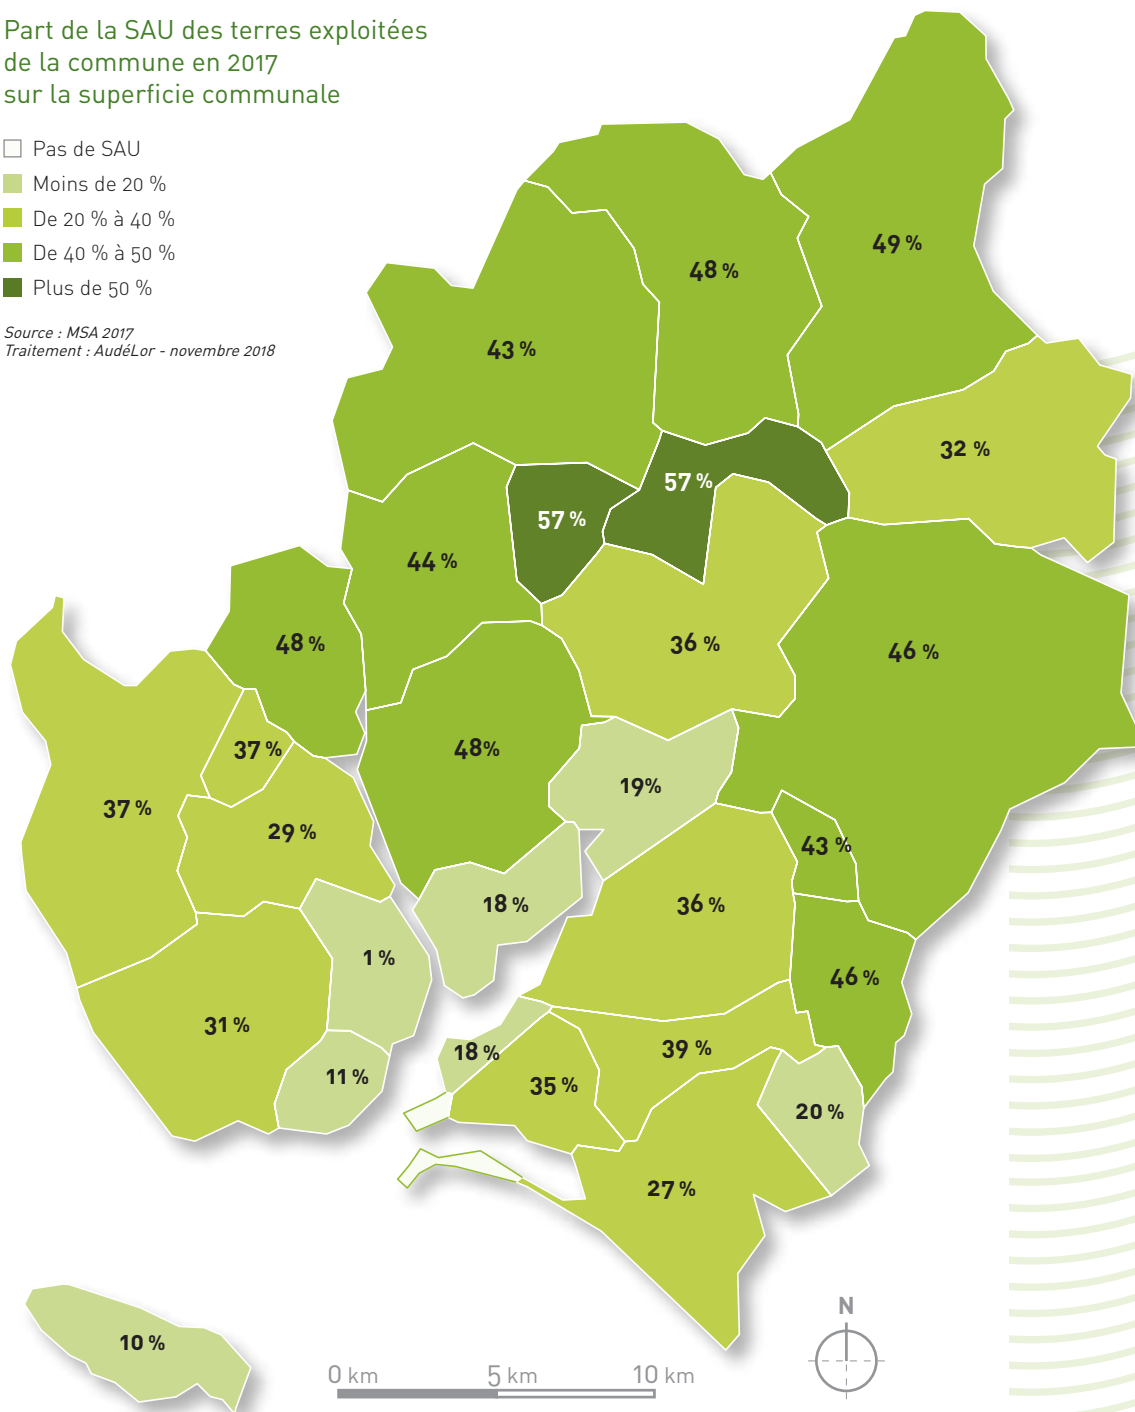 Part de la SAU des terres exploitées
de la commune en 2017
sur la superficie communale
Pas de SAU
Moins de 20 %
De 20 % à 40 %
De 40 % à 50 %
Plus de 50 %
Source : MSA 2017
Traitement : AudéLor - novembre 2018
49 %
48 %
43 %
32 %
57 %
57 %
44 %
48 %
36 %
46 %
37 %
48%
19%
37 %
29 %
43 %
18 %
36 %
1 %
46 %
31 %
18 %
39 %
11 %
35 %
20 %
27 %
10 %
N
0 km
5 km
10 km